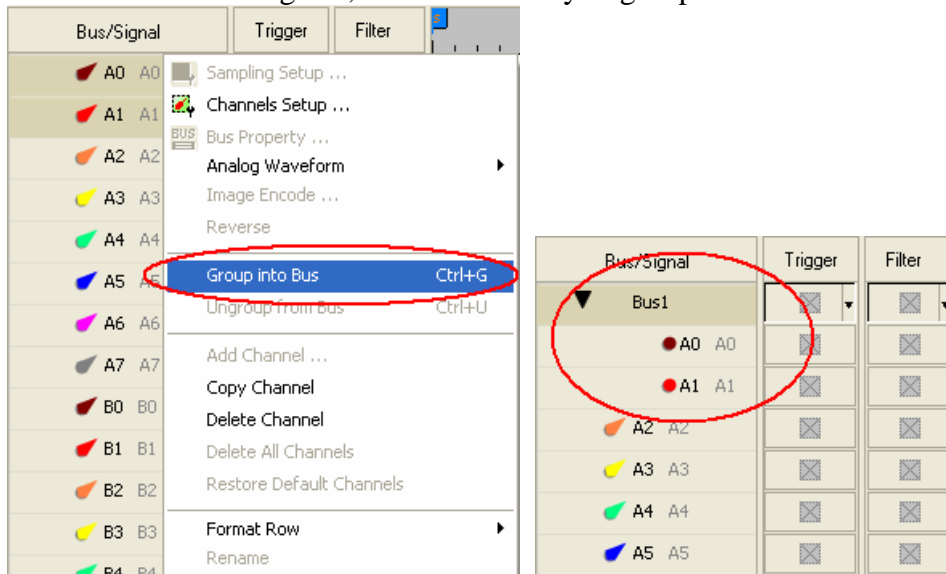 Bus/Signal Trigger Filter S
A0 A0
A1 A1
A2 A2
A3 A3
A4 A4
A5 A5
A6 A6
A7 A7
B0 B0
B1 B1
B2 B2
B3 B3
B4 B4
Sampling Setup ...
Channels Setup ...
BUS Bus Property ...
Analog Waveform
Image Encode ...
Reverse
Group into Bus Ctrl+G
Ungroup from Bus Ctrl+U
Add Channel ...
Copy Channel
Delete Channel
Delete All Channels
Restore Default Channels
Format Row
Rename
Bus/Signal Trigger Filter
Bus1
A0 A0
A1 A1
A2 A2
A3 A3
A4 A4
A5 A5